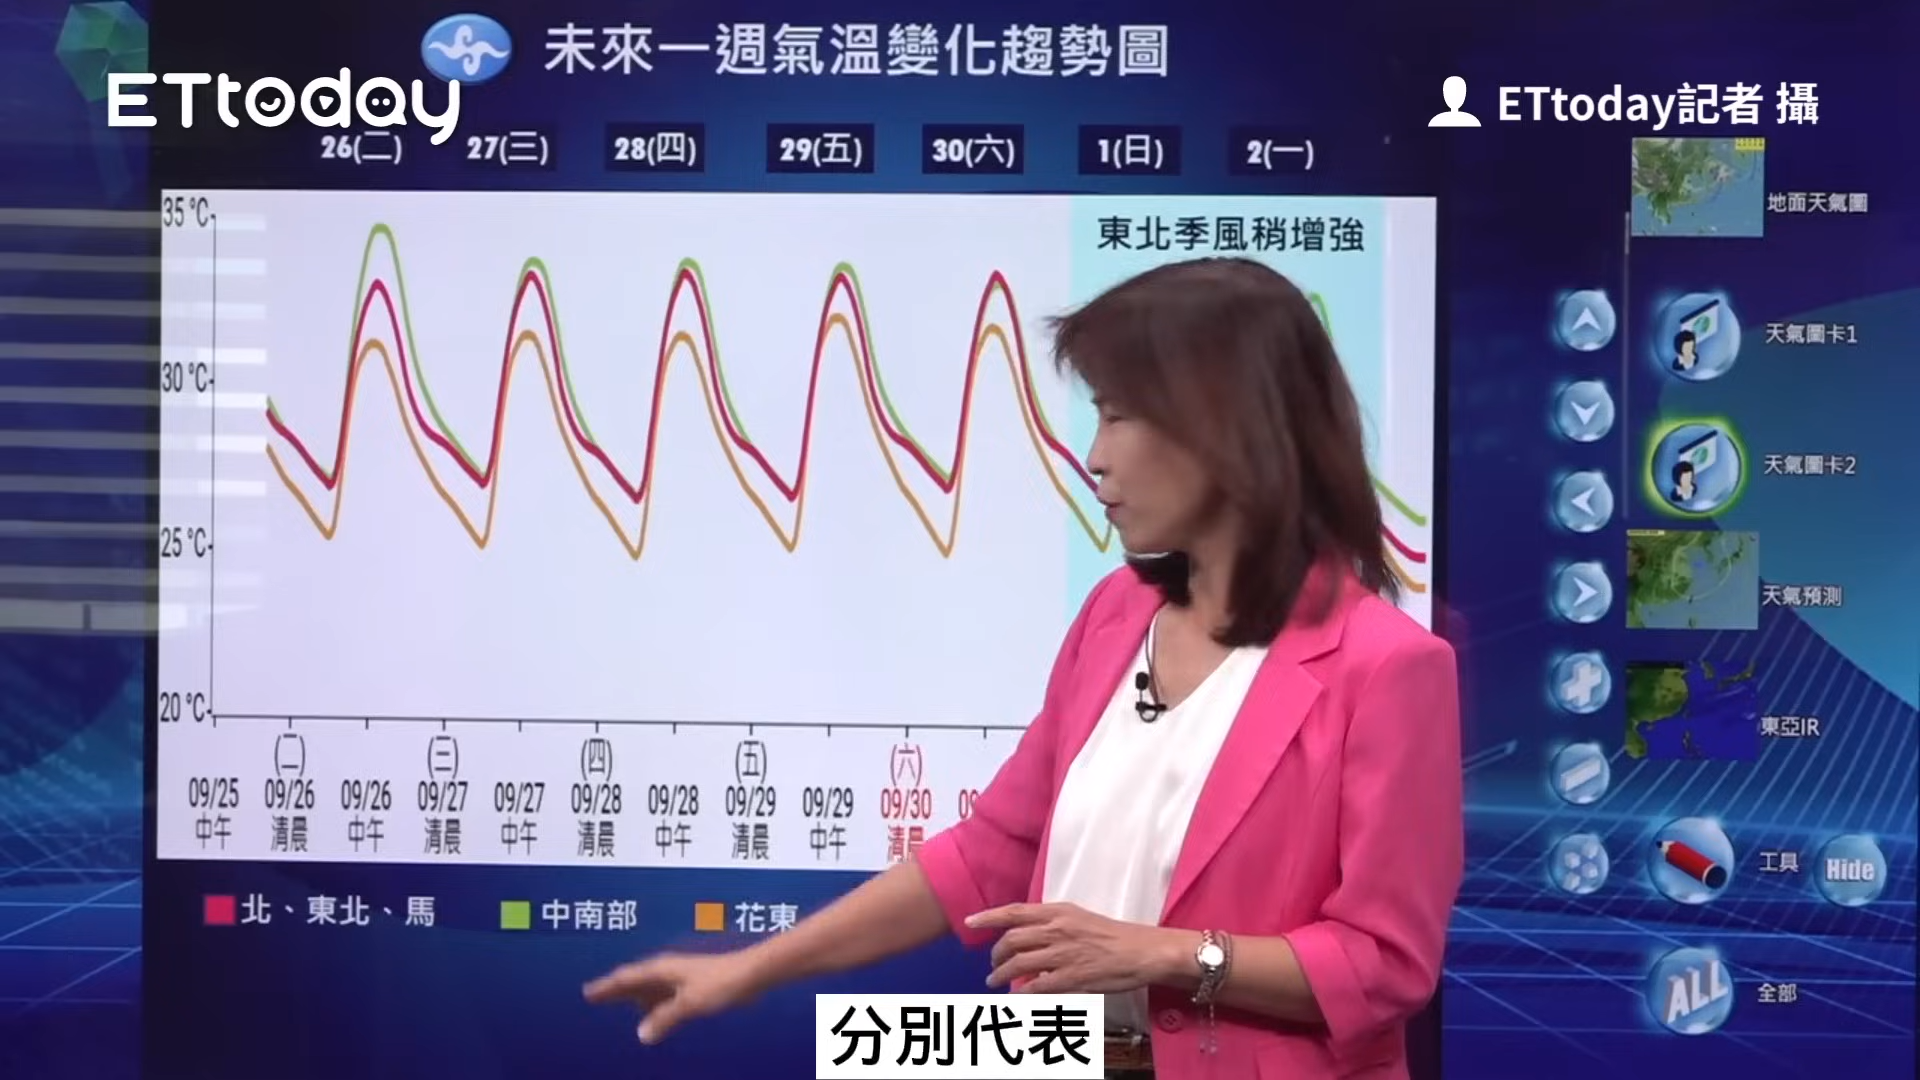 未來一週氣溫變化趨勢圖
ETtoday
ETtoday記者 攝
26(二) 27(三) 28(四) 29(五) 30(六) 1(日) 2(一)
東北季風稍增強
35℃
30℃
25℃
20℃
(二) (三) (四) (五) (六)
09/25 09/26 09/26 09/27 09/27 09/28 09/28 09/29 09/29 09/30
中午 清晨 中午 清晨 中午 清晨 中午 清晨 中午 清晨
北、東北、馬 中南部 花東
地面天氣圖
天氣圖卡1
天氣圖卡2
天氣預測
東亞IR
工具
Hide
ALL
全部
分別代表